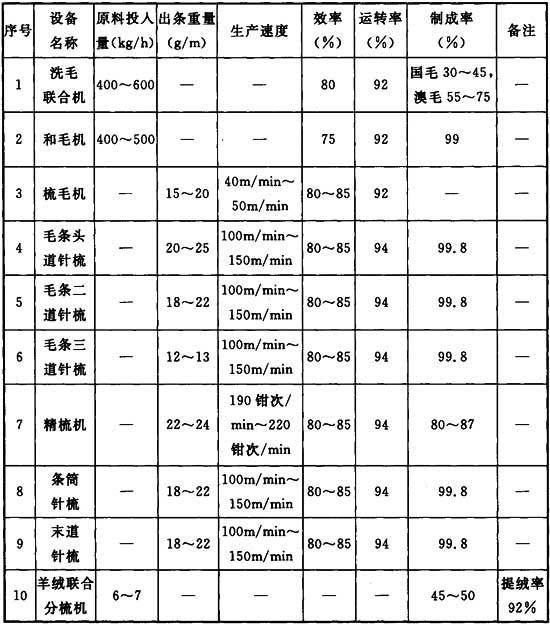 序号 设备名称 原料投入量(kg/h) 出条重量(g/m) 生产速度 效率(%) 运转率(%) 制成率(%) 备注
1 洗毛联合机 400～600 — — 80 92 国毛 30～45，澳毛 55～75 —
2 和毛机 400～500 — — 75 92 99 —
3 梳毛机 — 15～20 40m/min～50m/min 80～85 92 — —
4 毛条头道针梳 — 20～25 100m/min～150m/min 80～85 94 99.8 —
5 毛条二道针梳 — 18～22 100m/min～150m/min 80～85 94 99.8 —
6 毛条三道针梳 — 12～13 100m/min～150m/min 80～85 94 99.8 —
7 精梳机 — 22～24 190 钳次/min～220 钳次/min 80～85 94 80～87 —
8 条筒针梳 — 18～22 100m/min～150m/min 80～85 94 99.8 —
9 末道针梳 — 18～22 100m/min～150m/min 80～85 94 99.8 —
10 羊绒联合分梳机 6～7 45～50 提绒率 92%